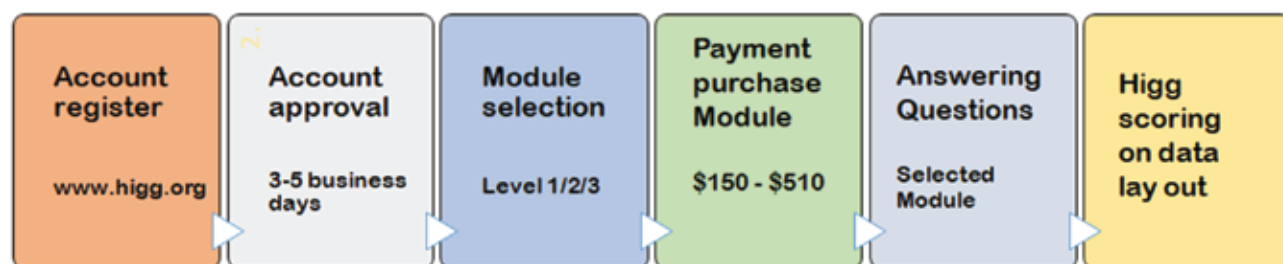 Account
register
www.higg.org
2.
Account
approval
3-5 business
days
Module
selection
Level 1/2/3
Payment
purchase
Module
$150 - $510
Answering
Questions
Selected
Module
Higg
scoring
on data
lay out